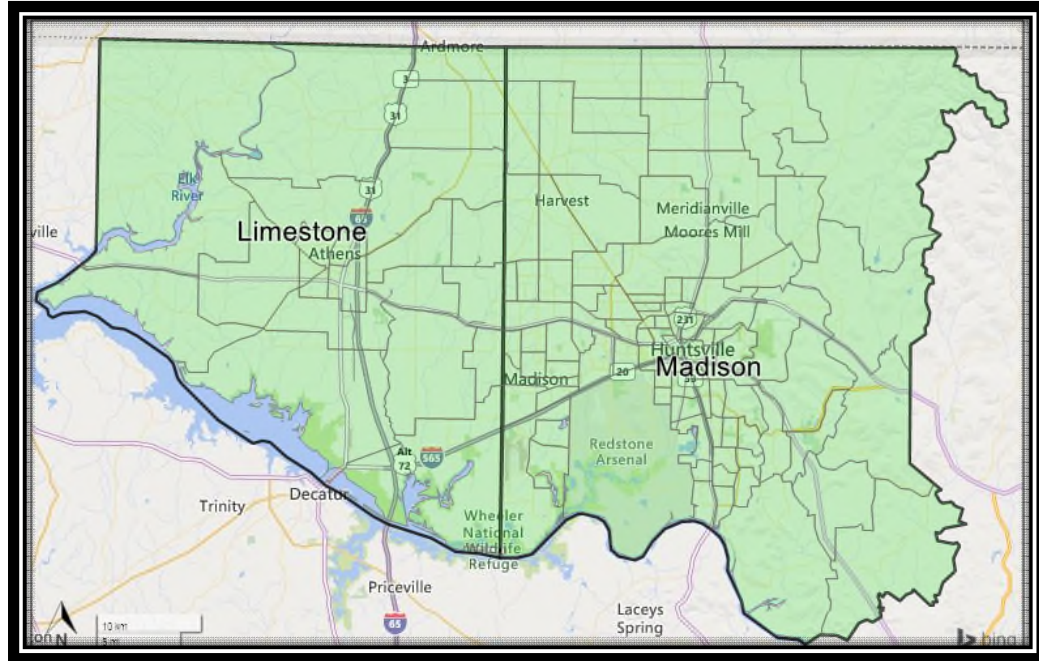 Ardmore
3
31
Elk
River
31
65
Harvest
Meridianville
Moores Mill
ville
Limestone
Athens
231
Huntsville
Madison
20
Madison
Redstone
Arsenal
Alt
72
565
Decatur
Trinity
Wheeler
National
Wildlife
Refuge
Priceville
65
Laceys
Spring
10 km
N
bing